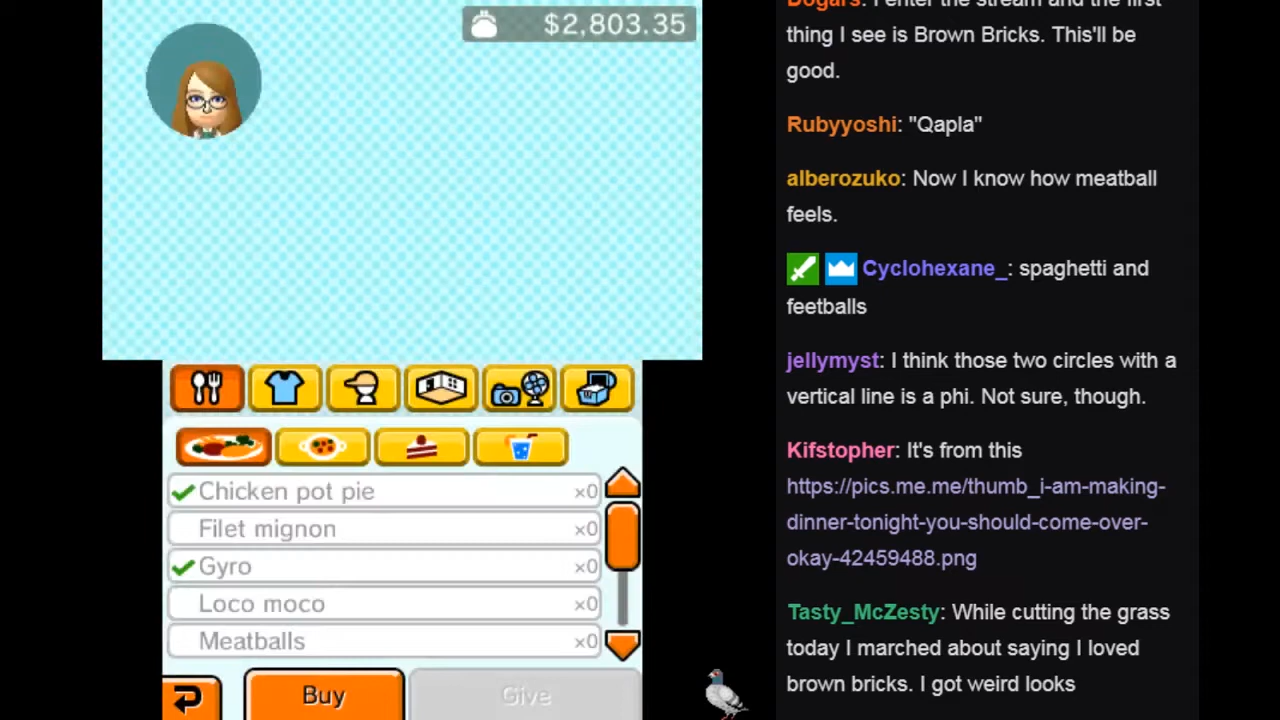 $2,803.35
Chicken pot pie ×0
Filet mignon ×0
Gyro ×0
Loco moco ×0
Meatballs ×0
Buy
Give
Dogars: I enter the stream and the first
thing I see is Brown Bricks. This'll be
good.
Rubyyoshi: "Qapla"
alberozuko: Now I know how meatball
feels.
Cyclohexane_: spaghetti and
feetballs
jellymyst: I think those two circles with a
vertical line is a phi. Not sure, though.
Kifstopher: It's from this
https://pics.me.me/thumb_i-am-making-
dinner-tonight-you-should-come-over-
okay-42459488.png
Tasty_McZesty: While cutting the grass
today I marched about saying I loved
brown bricks. I got weird looks